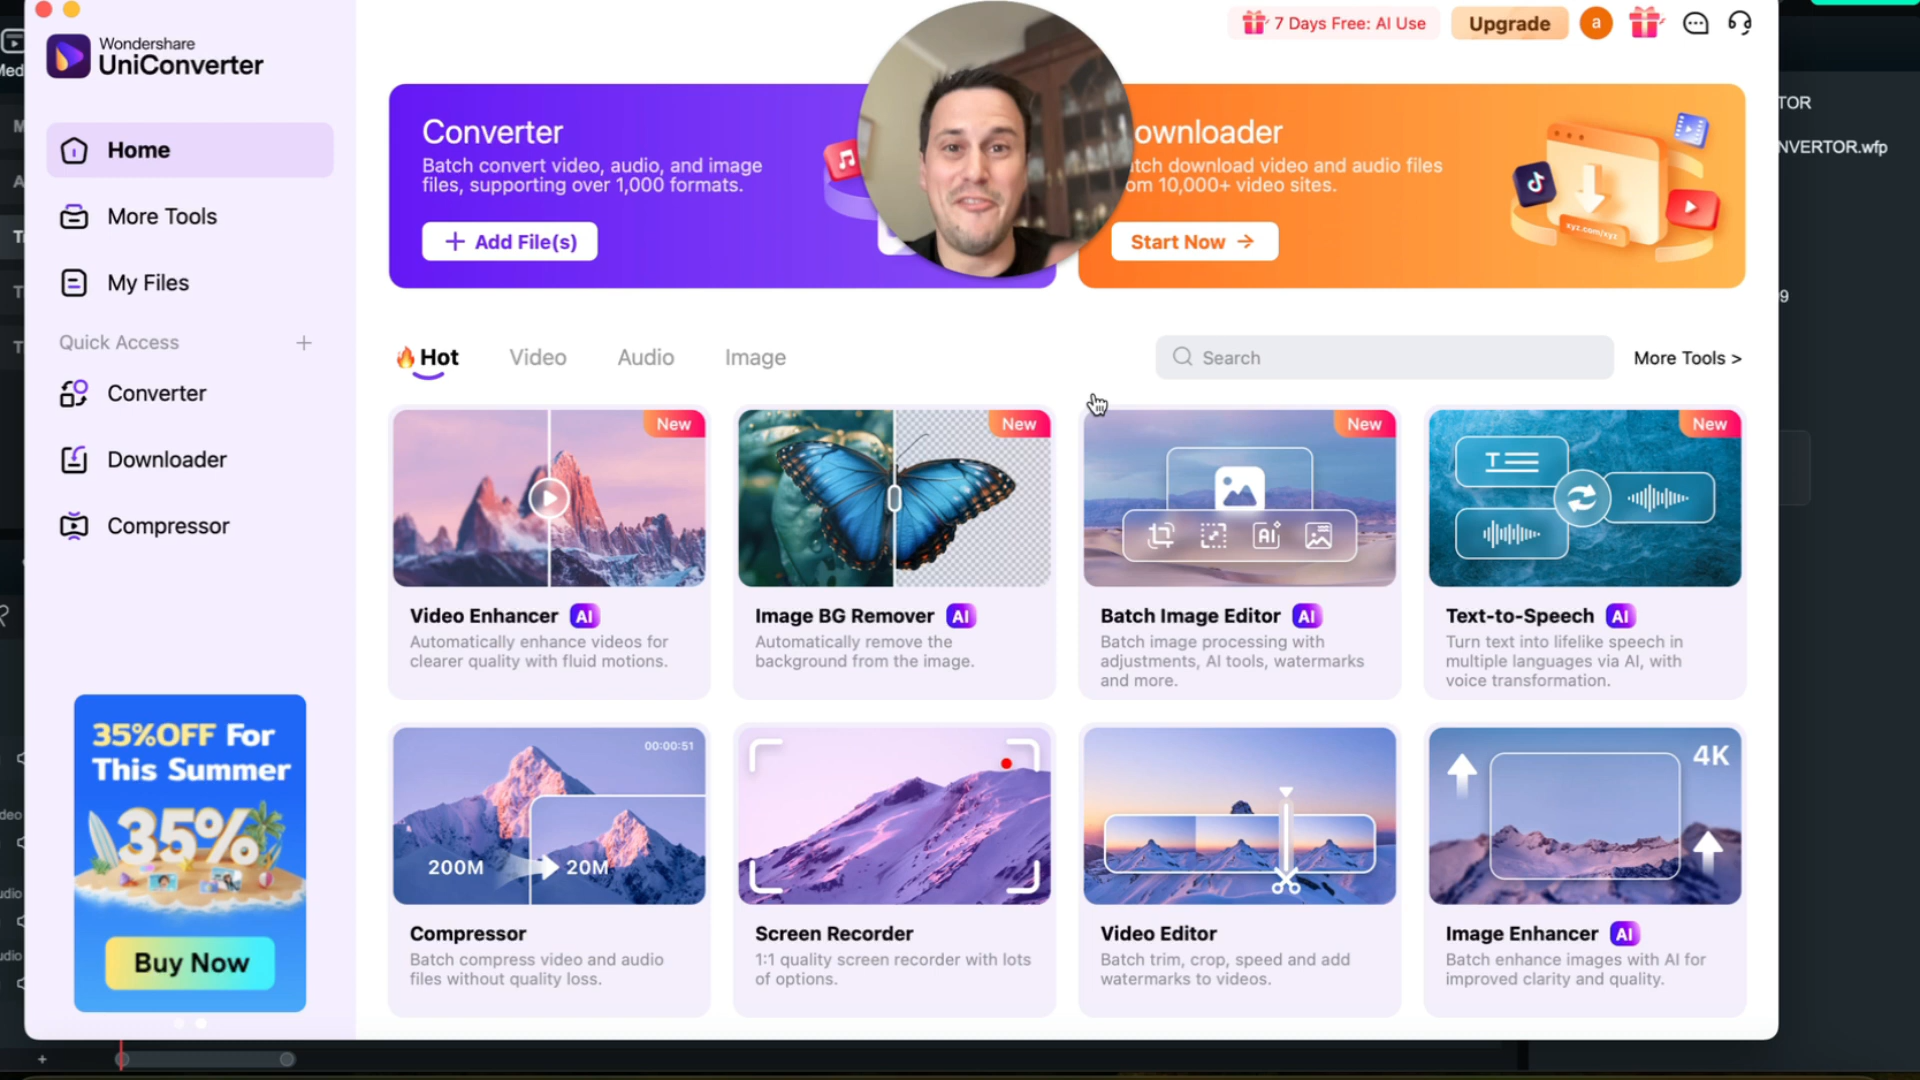 Wondershare
UniConverter
7 Days Free: AI Use
Upgrade
a
Home
More Tools
My Files
Quick Access
Converter
Downloader
Compressor
Converter
Batch convert video, audio, and image
files, supporting over 1,000 formats.
Add File(s)
ownloader
tch download video and audio files
om 10,000+ video sites.
Start Now
xyz.com/xyz
Hot
Video
Audio
Image
Search
More Tools >
New
New
New
New
T
AI
Video Enhancer AI
Automatically enhance videos for
clearer quality with fluid motions.
Image BG Remover AI
Automatically remove the
background from the image.
Batch Image Editor AI
Batch image processing with
adjustments, AI tools, watermarks
and more.
Text-to-Speech AI
Turn text into lifelike speech in
multiple languages via AI, with
voice transformation.
00:00:51
200M
20M
4K
Compressor
Batch compress video and audio
files without quality loss.
Screen Recorder
1:1 quality screen recorder with lots
of options.
Video Editor
Batch trim, crop, speed and add
watermarks to videos.
Image Enhancer AI
Batch enhance images with AI for
improved clarity and quality.
35%OFF For
This Summer
35%
Buy Now
TOR
NVERTOR.wfp
9